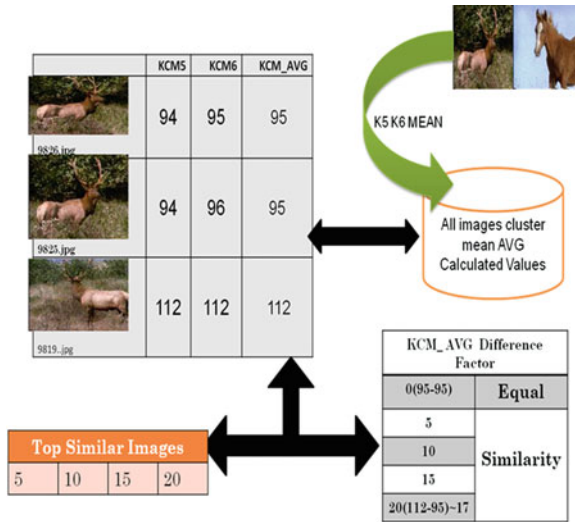 KCM5 KCM6 KCM_AVG
9826.jpg 94 95 95
9825.jpg 94 96 95
9819..jpg 112 112 112
K5 K6 MEAN
All images cluster
mean AVG
Calculated Values
KCM_ AVG Difference
Factor
0(95-95) Equal
5
10
15
20(112-95)~17
Similarity
Top Similar Images
5 10 15 20